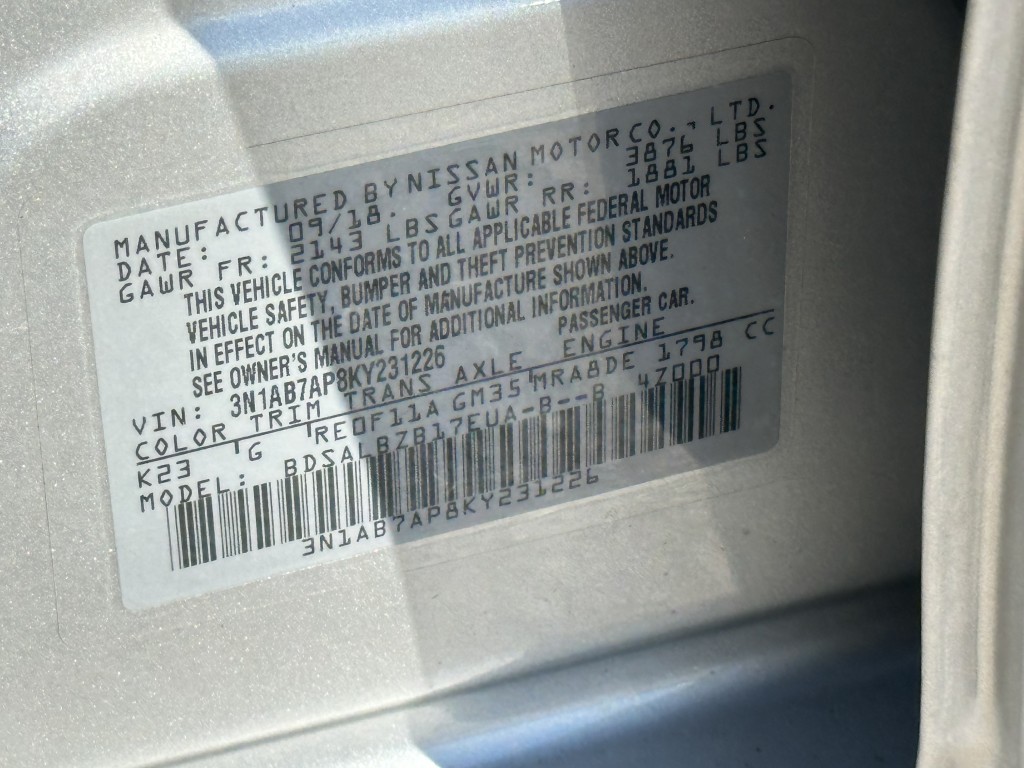 MANUFACTURED BY NISSAN MOTOR CO., LTD.
DATE: 09/18. GVWR: 3876 LBS
GAWR FR: 2143 LBS GAWR RR: 1881 LBS
THIS VEHICLE CONFORMS TO ALL APPLICABLE FEDERAL MOTOR
VEHICLE SAFETY, BUMPER AND THEFT PREVENTION STANDARDS
IN EFFECT ON THE DATE OF MANUFACTURE SHOWN ABOVE.
SEE OWNER'S MANUAL FOR ADDITIONAL INFORMATION.
VIN: 3N1AB7AP8KY231226 PASSENGER CAR.
COLOR TRIM TRANS AXLE ENGINE
K23 G RE0F11A GM35 MRA8DE 1798 CC
MODEL: BDSALBZB17EUA-B--B 47000
3N1AB7AP8KY231226